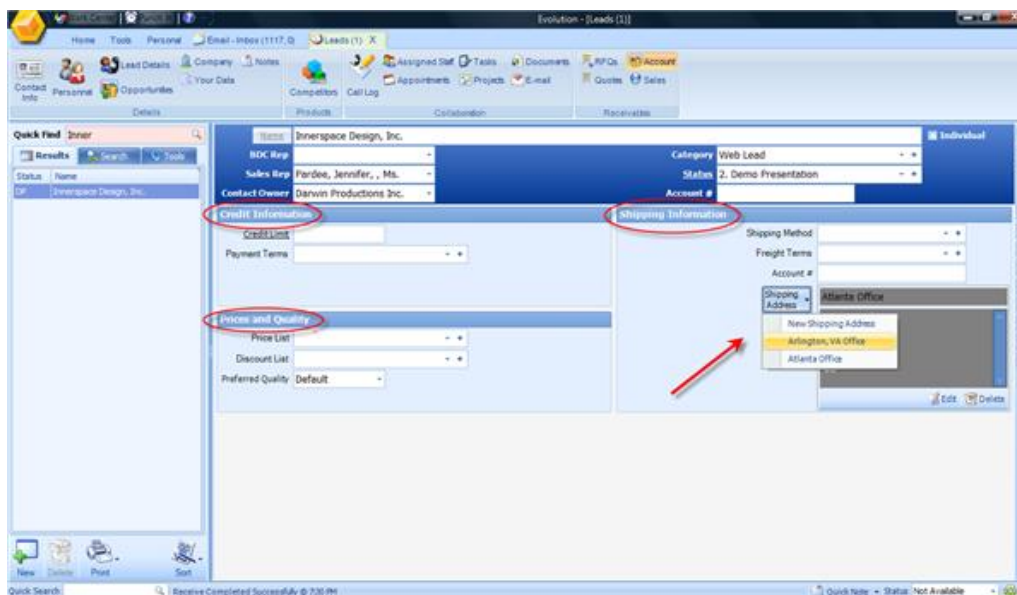 Evolution - [Leads (1)]
Home Tools Personal Email - Inbox (1117,0) Leads (1) X
Contact Info
Personnel
Lead Details
Opportunities
Company
Notes
Your Data
Details
Competitors
Products
Call Log
Assigned Staff Tasks Documents
Appointments Projects E-mail
Collaboration
RFQs Account
Quotes Sales
Receivables
Quick Find Inner
Results Search Tools
Status Name
DP Innerspace Design, Inc.
Name Innerspace Design, Inc. Individual
BDC Rep
Category Web Lead
Sales Rep Pardee, Jennifer, , Ms.
Status 2. Demo Presentation
Contact Owner Darwin Productions Inc.
Account #
Credit Information
Credit Limit
Payment Terms
Prices and Quality
Price List
Discount List
Preferred Quality Default
Shipping Information
Shipping Method
Freight Terms
Account #
Shipping Address
Atlanta Office
New Shipping Address
Arlington, VA Office
Atlanta Office
Edit Delete
New Delete Print Sort
Quick Search
Receive Completed Successfully @ 7:20 PM
Quick Note Status Not Available